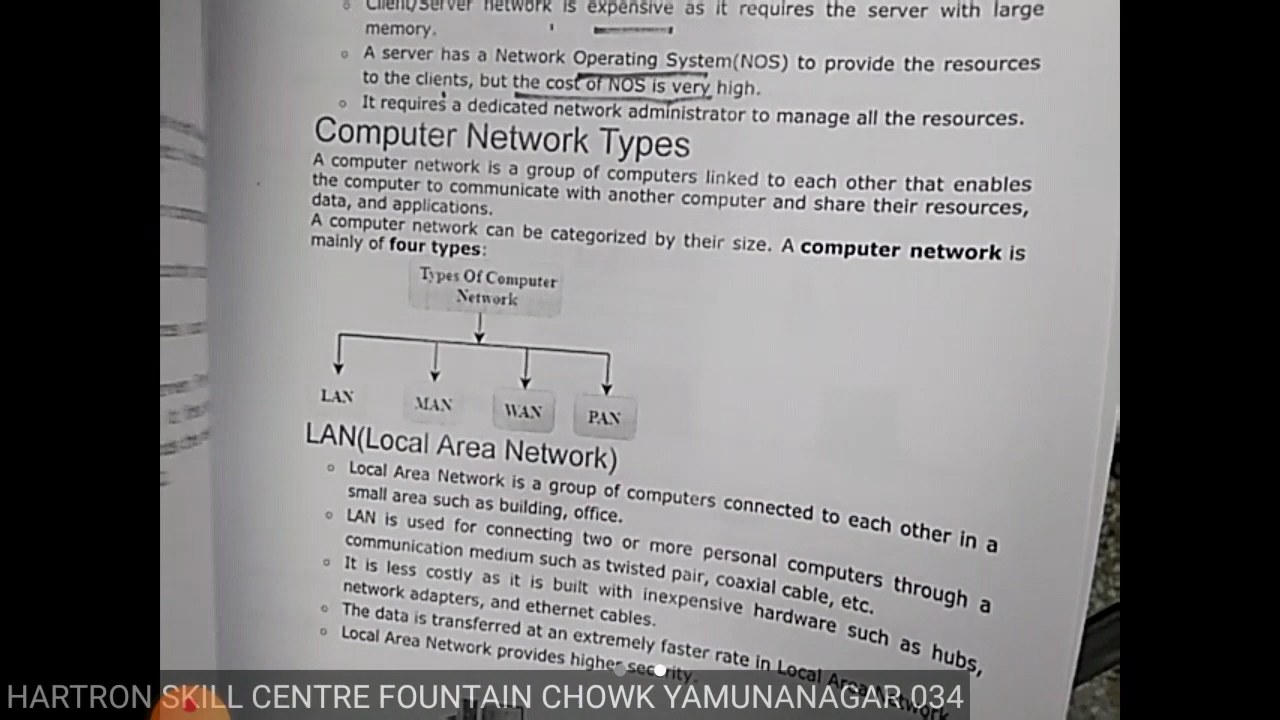 Client/Server network is expensive as it requires the server with large
memory.
A server has a Network Operating System(NOS) to provide the resources
to the clients, but the cost of NOS is very high.
It requires a dedicated network administrator to manage all the resources.
Computer Network Types
A computer network is a group of computers linked to each other that enables
the computer to communicate with another computer and share their resources,
data, and applications.
A computer network can be categorized by their size. A computer network is
mainly of four types:
Types Of Computer
Network
LAN
MAN
WAN
PAN
LAN(Local Area Network)
Local Area Network is a group of computers connected to each other in a
small area such as building, office.
LAN is used for connecting two or more personal computers through a
communication medium such as twisted pair, coaxial cable, etc.
It is less costly as it is built with inexpensive hardware such as hubs,
network adapters, and ethernet cables.
The data is transferred at an extremely faster rate in Local Area Network
Local Area Network provides higher security.
HARTRON SKILL CENTRE FOUNTAIN CHOWK YAMUNANAGAR 034